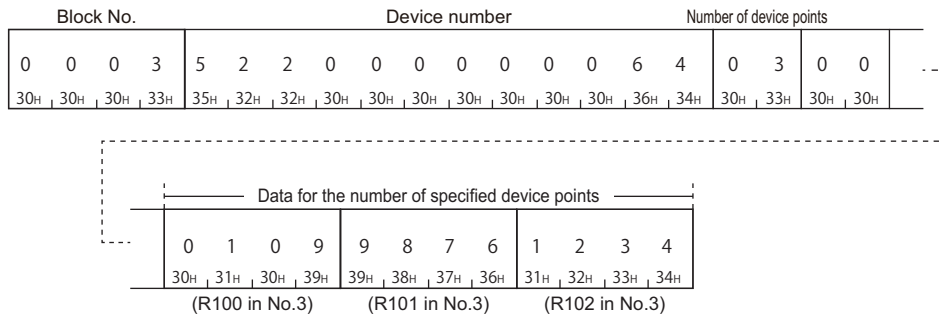 Block No. Device number Number of device points
0 0 0 3 5 2 2 0 0 0 0 0 0 0 6 4 0 3 0 0
30H 30H 30H 33H 35H 32H 32H 30H 30H 30H 30H 30H 30H 30H 36H 34H 30H 33H 30H 30H
Data for the number of specified device points
0 1 0 9 9 8 7 6 1 2 3 4
30H 31H 30H 39H 39H 38H 37H 36H 31H 32H 33H 34H
(R100 in No.3) (R101 in No.3) (R102 in No.3)